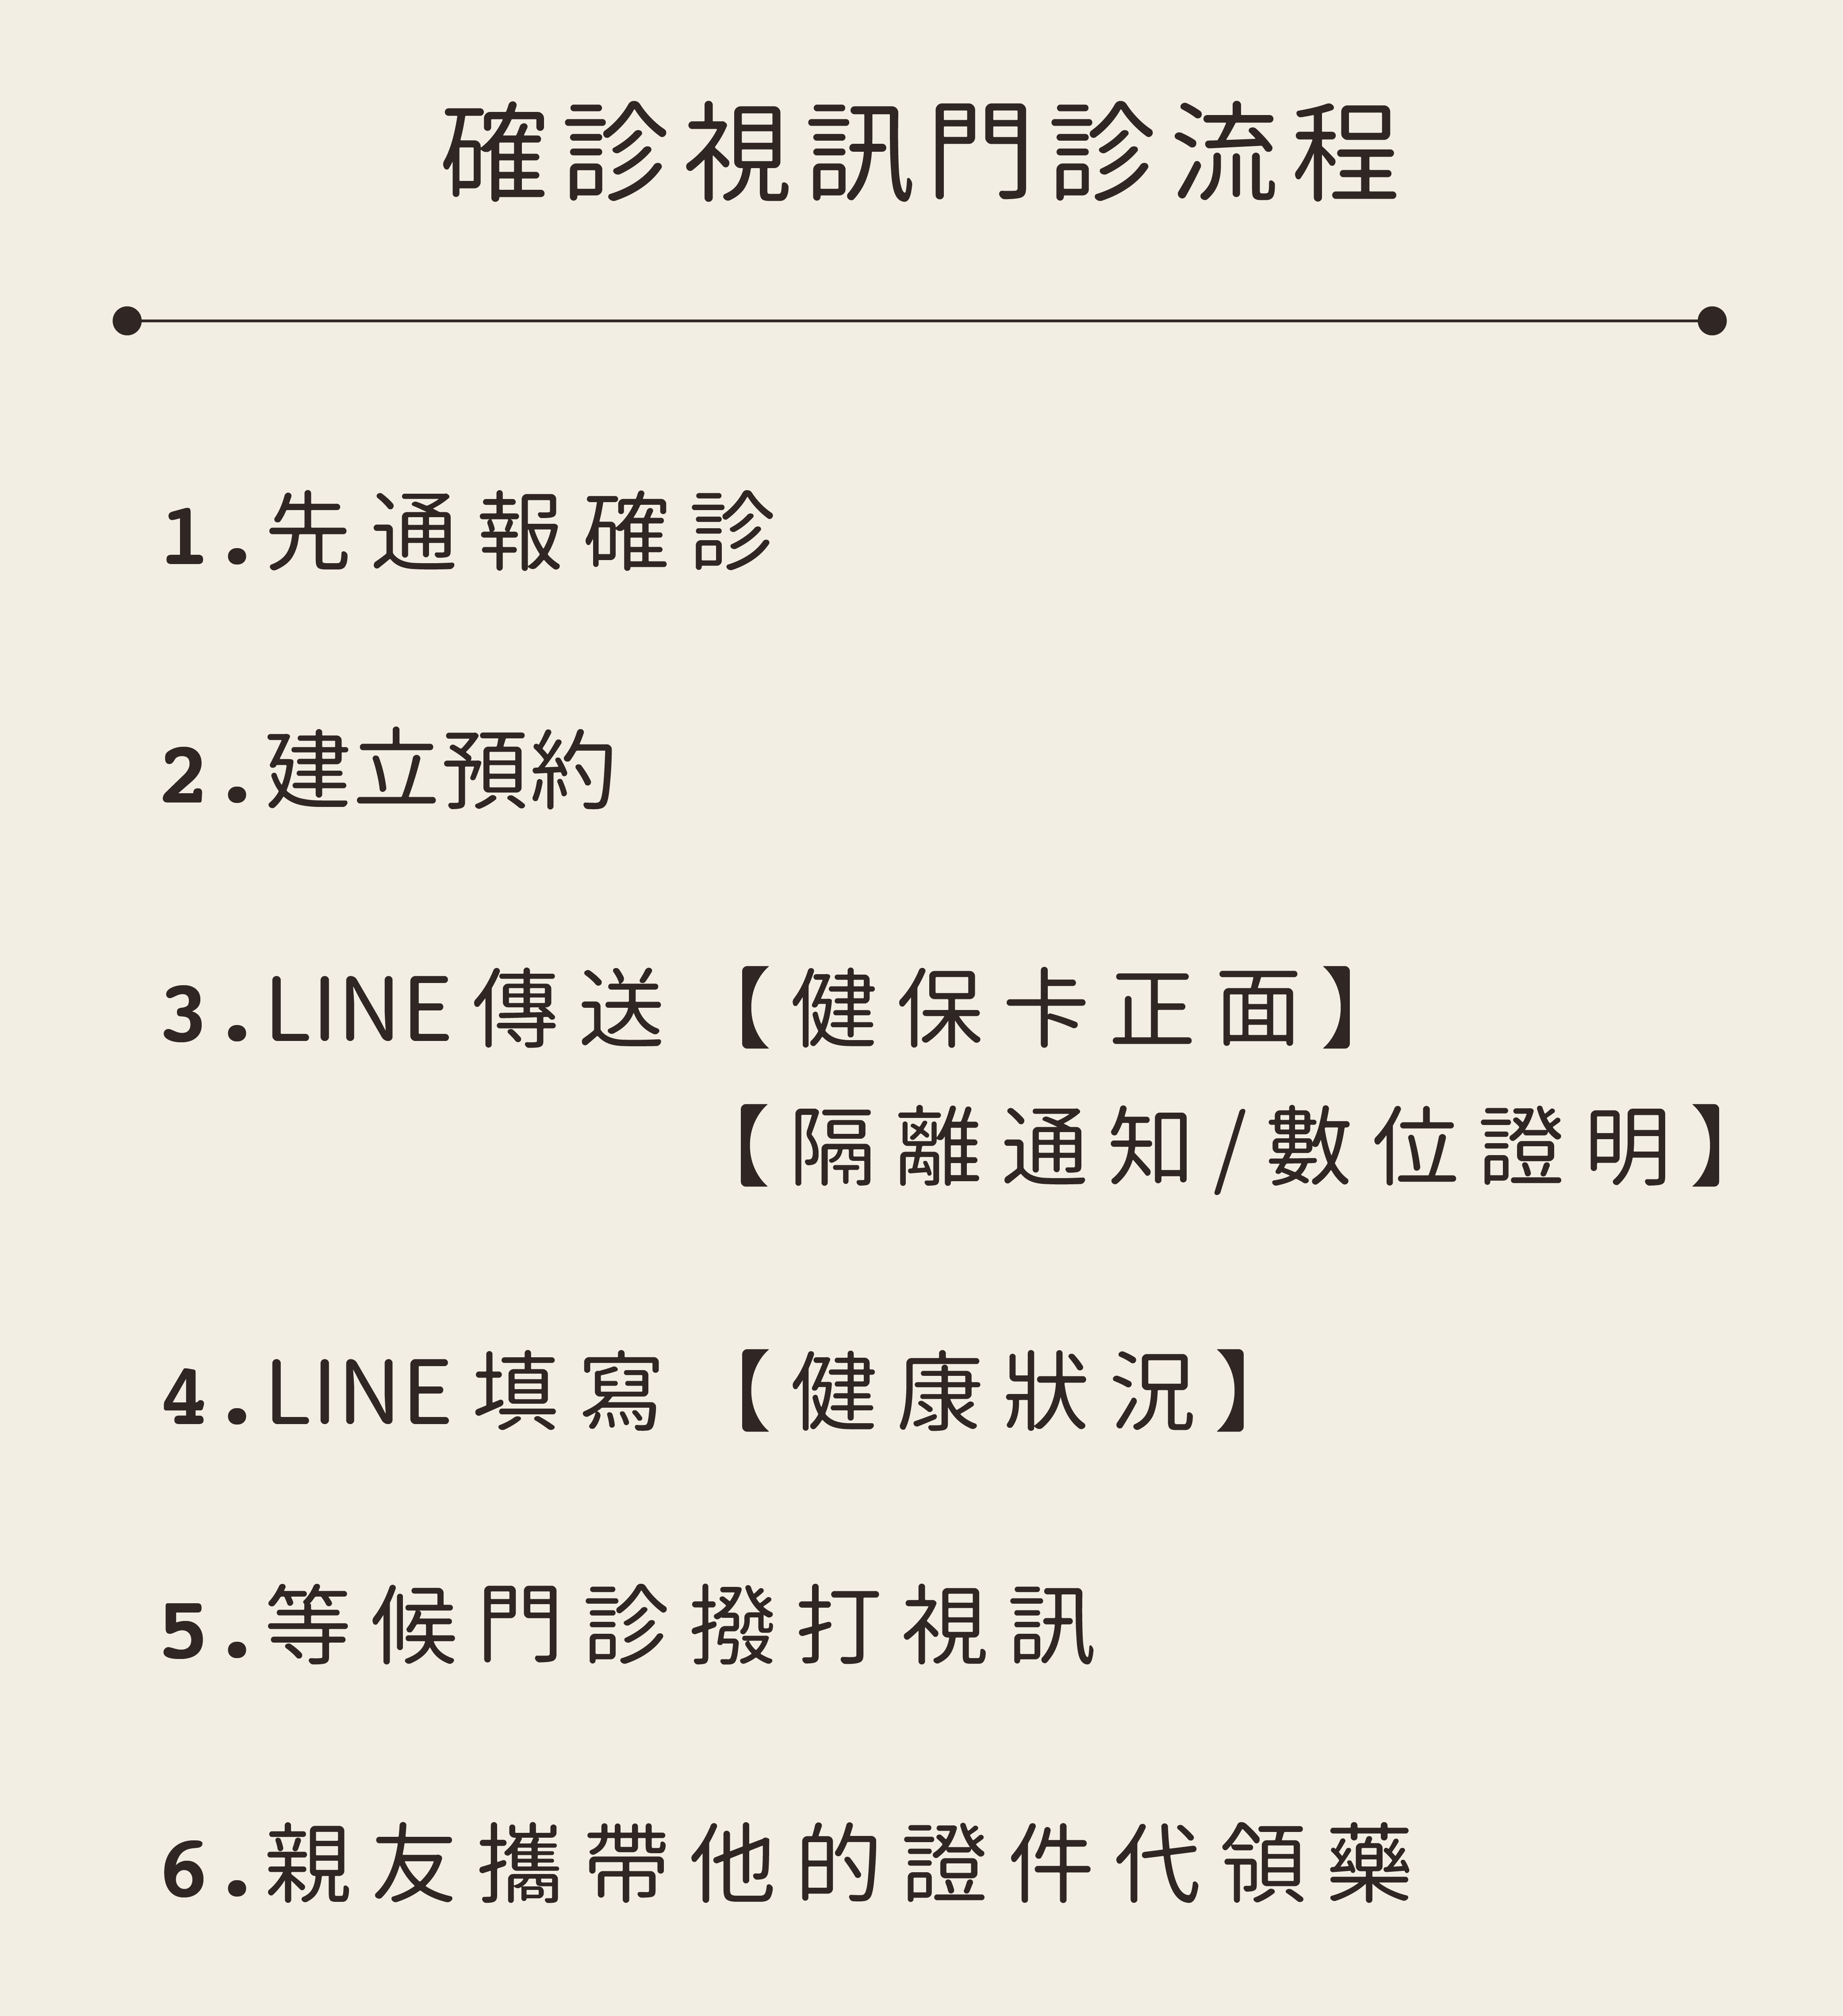 確診視訊門診流程
1.先通報確診
2.建立預約
3.LINE傳送【健保卡正面】
【隔離通知/數位證明】
4.LINE填寫【健康狀況】
5.等候門診撥打視訊
6.親友攜帶他的證件代領藥